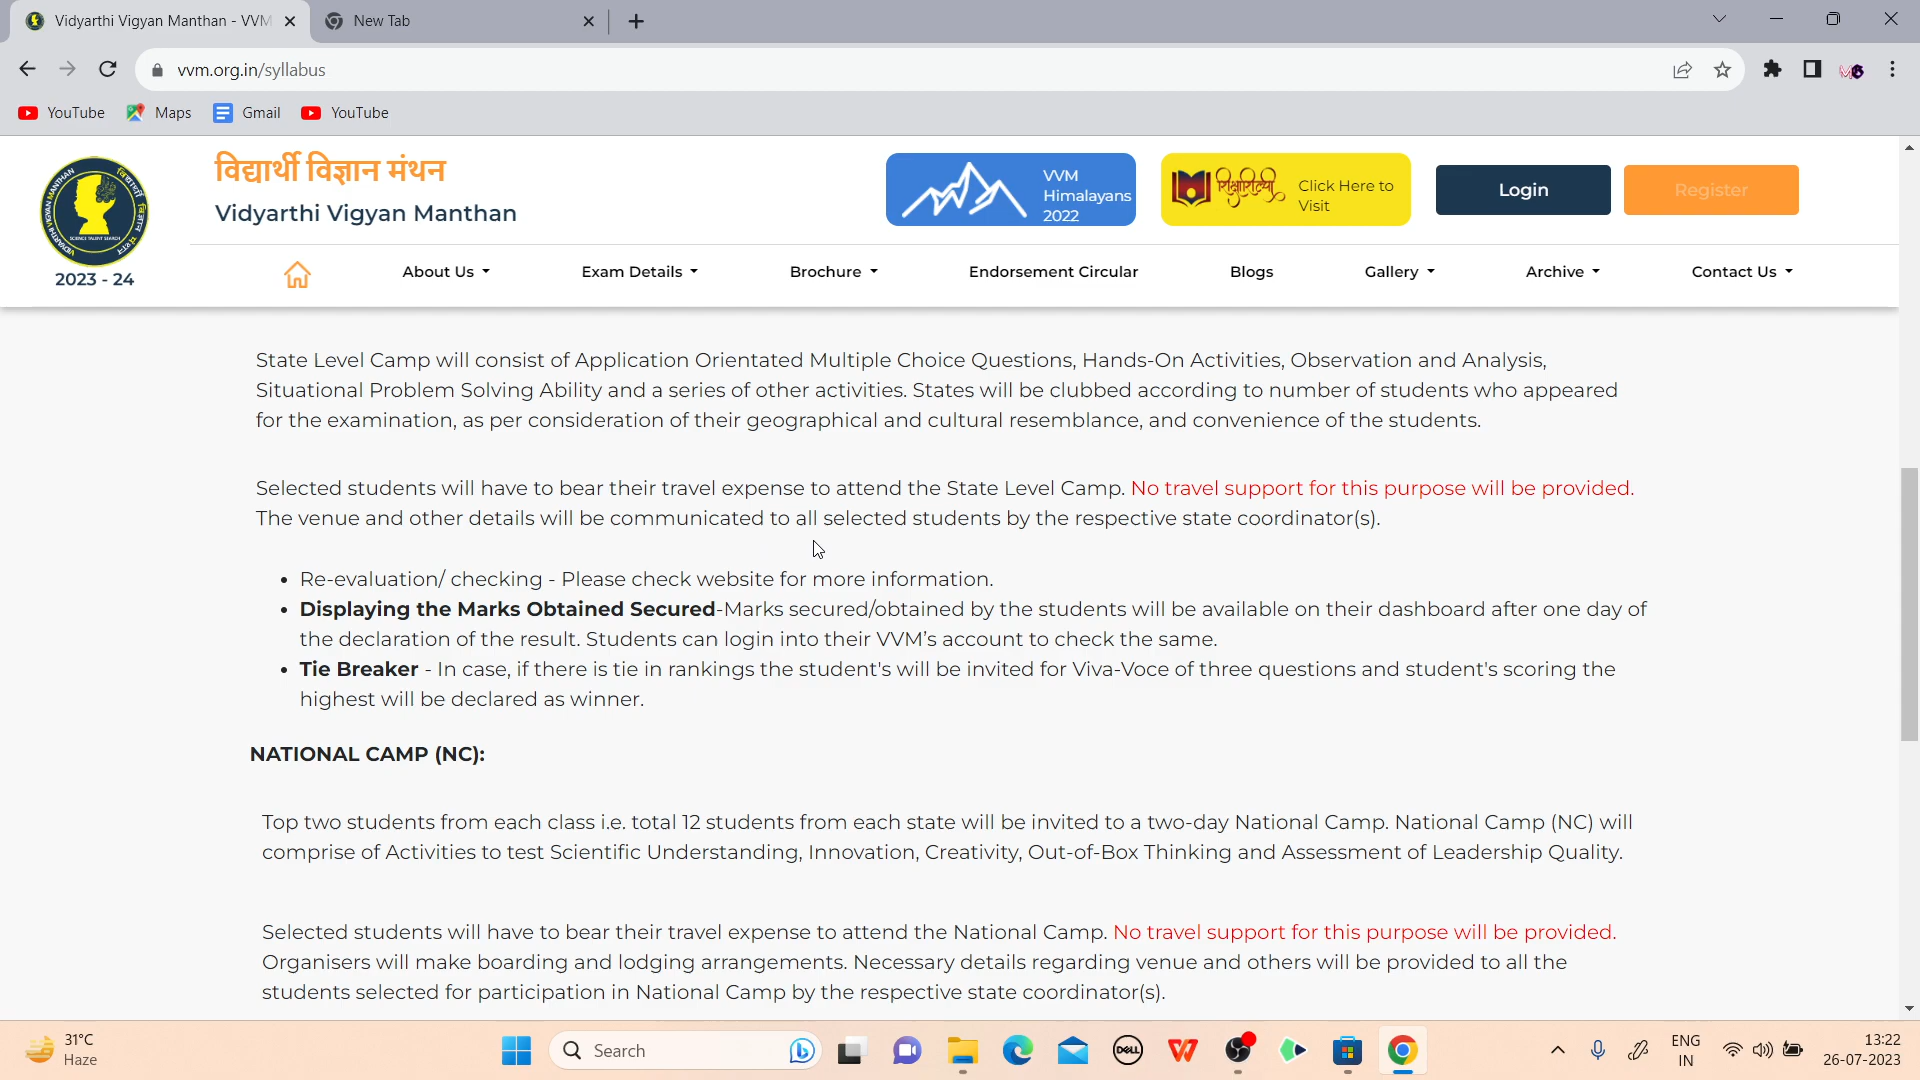 Vidyarthi Vigyan Manthan - VVM
New Tab
vvm.org.in/syllabus
YouTube
Maps
Gmail
YouTube
विद्यार्थी विज्ञान मंथन
Vidyarthi Vigyan Manthan
2023 - 24
VVM
Himalayans
2022
Click Here to
Visit
Login
Register
About Us
Exam Details
Brochure
Endorsement Circular
Blogs
Gallery
Archive
Contact Us
State Level Camp will consist of Application Orientated Multiple Choice Questions, Hands-On Activities, Observation and Analysis,
Situational Problem Solving Ability and a series of other activities. States will be clubbed according to number of students who appeared
for the examination, as per consideration of their geographical and cultural resemblance, and convenience of the students.
Selected students will have to bear their travel expense to attend the State Level Camp. No travel support for this purpose will be provided.
The venue and other details will be communicated to all selected students by the respective state coordinator(s).
• Re-evaluation/ checking - Please check website for more information.
• Displaying the Marks Obtained Secured-Marks secured/obtained by the students will be available on their dashboard after one day of
the declaration of the result. Students can login into their VVM's account to check the same.
• Tie Breaker - In case, if there is tie in rankings the student's will be invited for Viva-Voce of three questions and student's scoring the
highest will be declared as winner.
NATIONAL CAMP (NC):
Top two students from each class i.e. total 12 students from each state will be invited to a two-day National Camp. National Camp (NC) will
comprise of Activities to test Scientific Understanding, Innovation, Creativity, Out-of-Box Thinking and Assessment of Leadership Quality.
Selected students will have to bear their travel expense to attend the National Camp. No travel support for this purpose will be provided.
Organisers will make boarding and lodging arrangements. Necessary details regarding venue and others will be provided to all the
students selected for participation in National Camp by the respective state coordinator(s).
31°C
Haze
Search
DELL
ENG
IN
13:22
26-07-2023